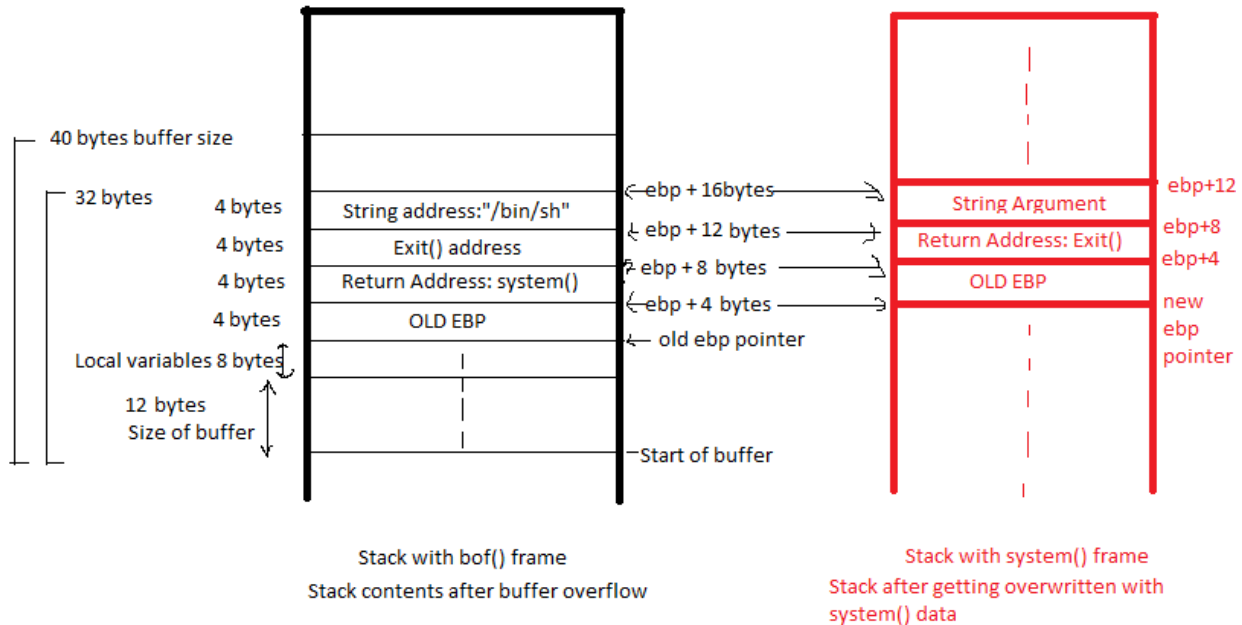 40 bytes buffer size
32 bytes
4 bytes
String address:"/bin/sh"
4 bytes
Exit() address
4 bytes
Return Address: system()
4 bytes
OLD EBP
Local variables 8 bytes
12 bytes
Size of buffer
ebp + 16bytes
ebp + 12 bytes
ebp + 8 bytes
ebp + 4 bytes
old ebp pointer
Start of buffer
Stack with bof() frame
Stack contents after buffer overflow
String Argument
Return Address: Exit()
OLD EBP
ebp+12
ebp+8
ebp+4
new
ebp
pointer
Stack with system() frame
Stack after getting overwritten with
system() data